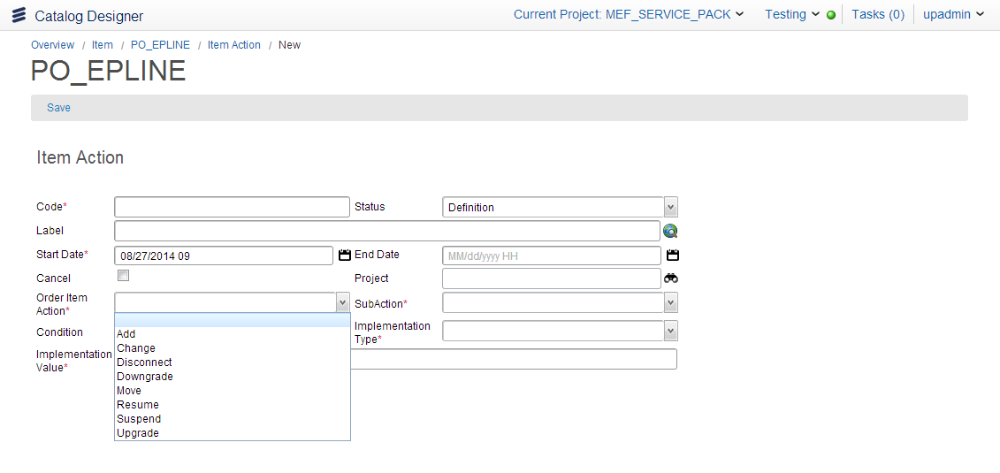 Catalog Designer
Current Project: MEF_SERVICE_PACK
Testing
Tasks (0)
upadmin
Overview / Item / PO_EPLINE / Item Action / New
PO_EPLINE
Save
Item Action
Code*
Status
Definition
Label
Start Date*
08/27/2014 09
End Date
MM/dd/yyyy HH
Cancel
Project
Order Item
Action*
SubAction*
Condition
Implementation
Type*
Implementation
Value*
Add
Change
Disconnect
Downgrade
Move
Resume
Suspend
Upgrade